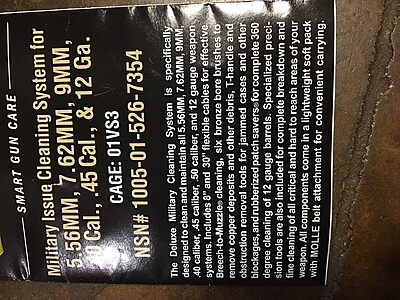 SMART GUN CARE
Military Issue Cleaning System for
5.56MM, 7.62MM, 9MM,
Cal., .45 Cal., & 12 Ga.
CAGE: 01VS3
NSN# 1005-01-526-7354
The Deluxe Military Cleaning System is specifically
designed to clean and maintain all 5.56MM, 7.62MM, 9MM,
.40 caliber, .45 caliber, .50 caliber, and 12 gauge weapon
systems. Includes 8" and 30" flexible cables for effective
Breech-to-Muzzle® cleaning, six bronze bore brushes to
remove copper deposits and other debris, T-handle and
obstruction removal tools for jammed cases and other
blockages, and rubberized patch savers® for complete 360
degree cleaning of 12 gauge barrels. Specialized preci-
sion tools are also included for complete breakdown and
fine cleaning of all critical and hard to reach areas of your
weapon. All components come in a lightweight soft pack
with MOLLE belt attachment for convenient carrying.